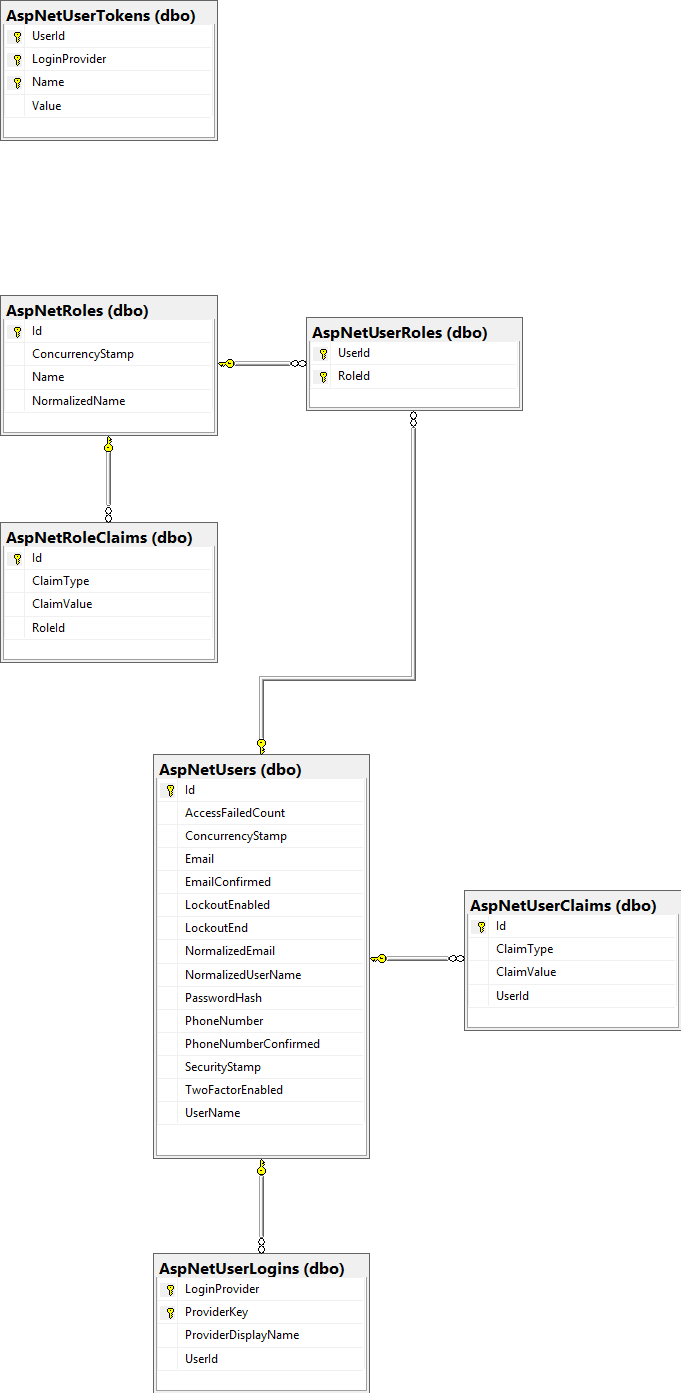 AspNetUserTokens (dbo)
UserId
LoginProvider
Name
Value
AspNetRoles (dbo)
Id
ConcurrencyStamp
Name
NormalizedName
AspNetUserRoles (dbo)
UserId
RoleId
AspNetRoleClaims (dbo)
Id
ClaimType
ClaimValue
RoleId
AspNetUsers (dbo)
Id
AccessFailedCount
ConcurrencyStamp
Email
EmailConfirmed
LockoutEnabled
LockoutEnd
NormalizedEmail
NormalizedUserName
PasswordHash
PhoneNumber
PhoneNumberConfirmed
SecurityStamp
TwoFactorEnabled
UserName
AspNetUserClaims (dbo)
Id
ClaimType
ClaimValue
UserId
AspNetUserLogins (dbo)
LoginProvider
ProviderKey
ProviderDisplayName
UserId